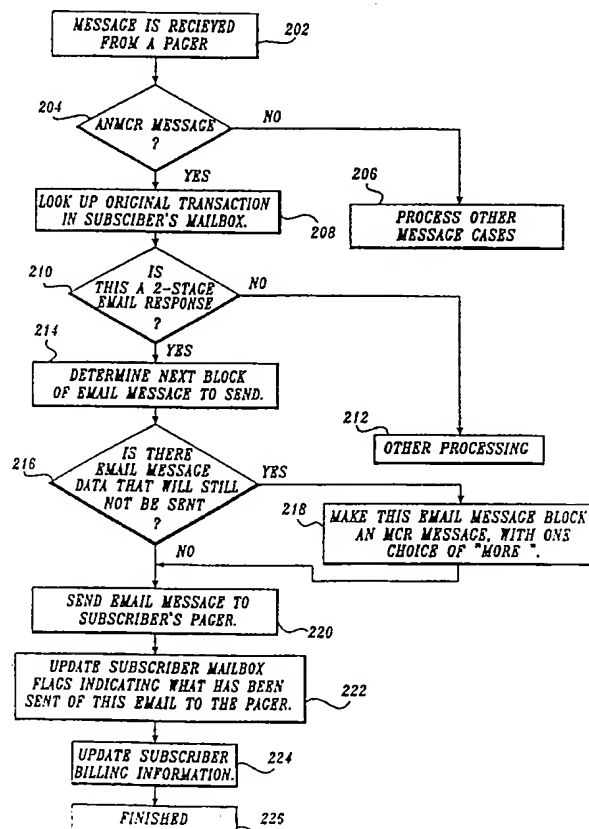 MESSAGE IS RECIEVED
FROM A PAGER
202
204
ANMCR MESSAGE
?
NO
YES
LOOK UP ORIGINAL TRANSACTION
IN SUBSCIBER'S MAILBOX.
208
206
PROCESS OTHER
MESSAGE CASES
210
IS
THIS A 2-STAGE
EMAIL RESPONSE
?
NO
YES
214
DETERMINE NEXT BLOCK
OF EMAIL MESSAGE TO SEND.
212
OTHER PROCESSING
216
IS THERE
EMAIL MESSAGE
DATA THAT WILL STILL
NOT BE SENT
?
YES
NO
218
MAKE THIS EMAIL MESSAGE BLOCK
AN MCR MESSAGE, WITH ONE
CHOICE OF "MORE ".
SEND EMAIL MESSAGE TO
SUBSCRIBER'S PAGER.
220
UPDATE SUBSCRIBER MAILBOX
FLAGS INDICATING WHAT HAS BEEN
SENT OF THIS EMAIL TO THE PAGER.
222
UPDATE SUBSCRIBER
BILLING INFORMATION.
224
FINISHED
226